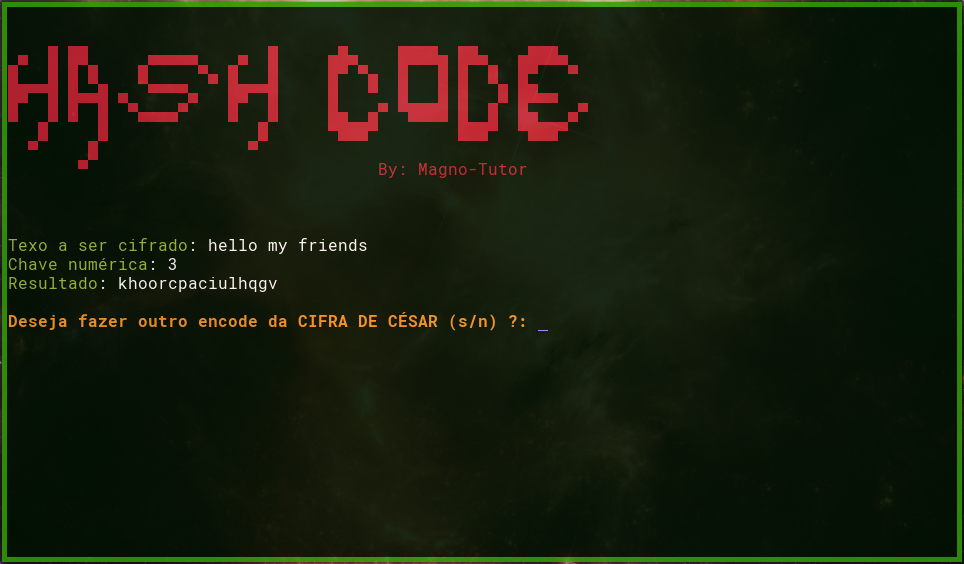 HASH CODE
By: Magno-Tutor
Texo a ser cifrado: hello my friends
Chave numérica: 3
Resultado: khoorcpaciulhqgv
Deseja fazer outro encode da CIFRA DE CÉSAR (s/n) ?: _